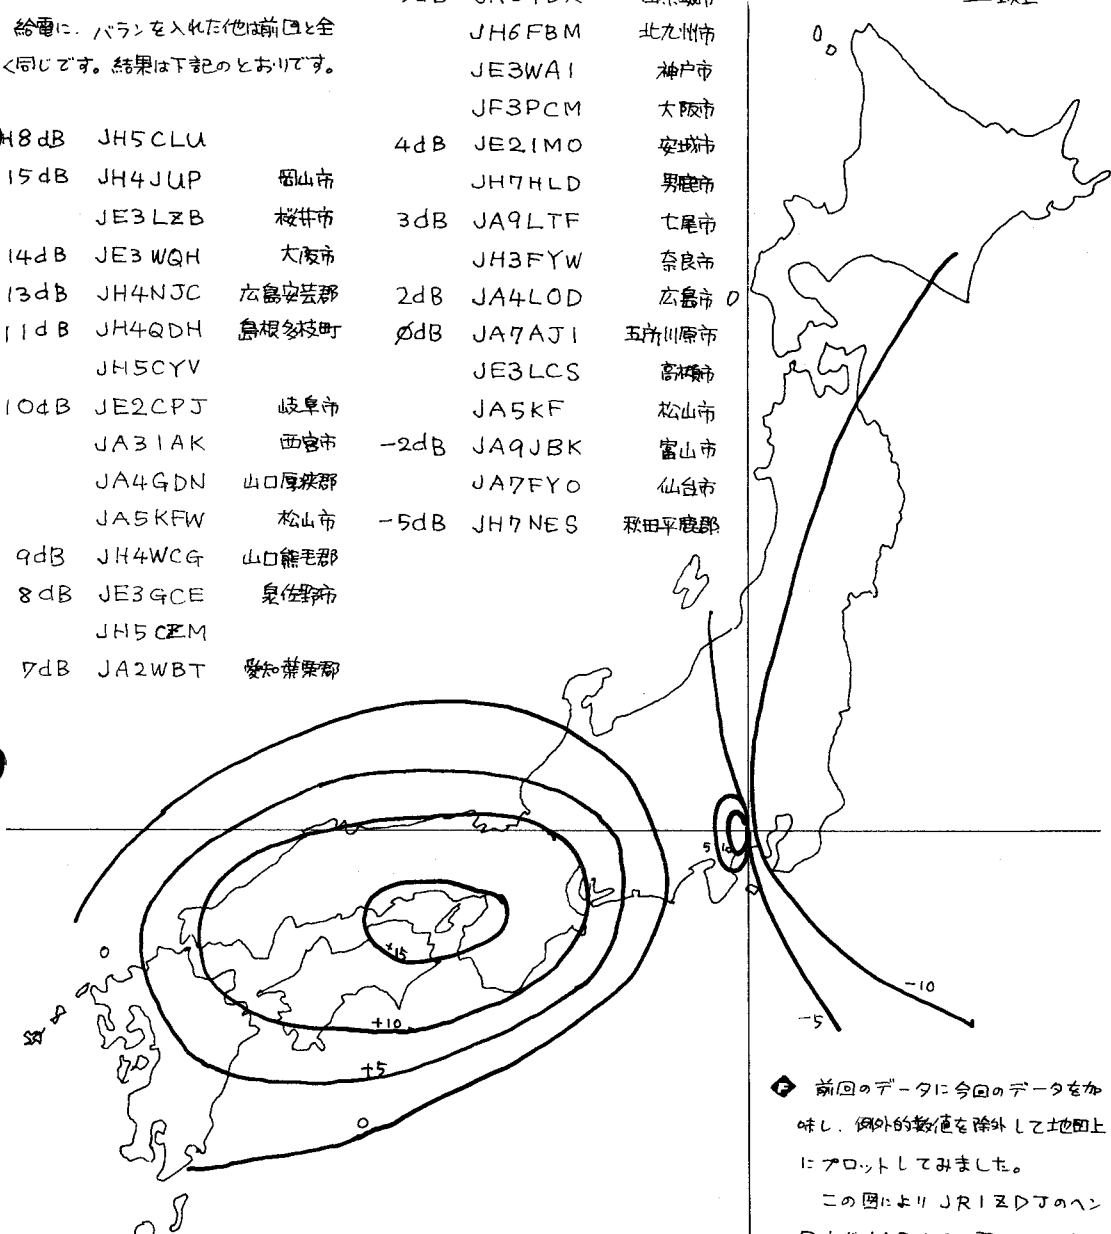 給電に、バランを入れた他は前回と全
く同じです。結果は下記のとおりです。
H8dB JH5CLU
15dB JH4JUP 岡山市
JE3LZB 桜井市
14dB JE3WQH 大阪市
13dB JH4NJC 広島安芸郡
11dB JH4QDH 島根多枝町
JH5CYV
10dB JE2CPJ 岐阜市
JA3IAK 西宮市
JA4GDN 山口厚狭郡
JA5KFW 松山市
9dB JH4WCG 山口熊毛郡
8dB JE3GCE 泉佐野市
JH5CZM
7dB JA2WBT 愛知葉栗郡
JH6FBM 北九州市
JE3WAI 神戸市
JF3PCM 大阪市
4dB JE2IMO 安城市
JH7HLD 男鹿市
3dB JA9LTF 七尾市
JH3FYW 奈良市
2dB JA4LOD 広島市
0dB JA7AJI 五所川原市
JE3LCS 高槻市
JA5KF 松山市
-2dB JA9JBK 富山市
JA7FYO 仙台市
-5dB JH7NES 秋田平鹿郡
5 10
+15
+10
+5
-10
-5
前回のデータに今回のデータを加
味し、例外的数値を除外して地図上
にプロットしてみました。
この図により JR1ZDJのヘン